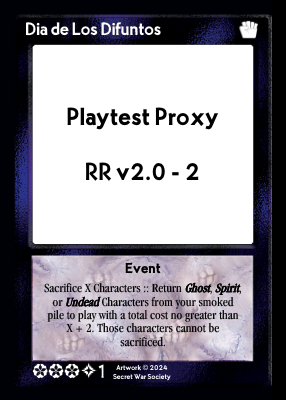 Dia de Los Difuntos
Playtest Proxy
RR v2.0 - 2
Event
Sacrifice X Characters :: Return Ghost, Spirit,
or Undead Characters from your smoked
pile to play with a total cost no greater than
X + 2. Those characters cannot be
sacrificed.
1
Artwork © 2024
Secret War Society